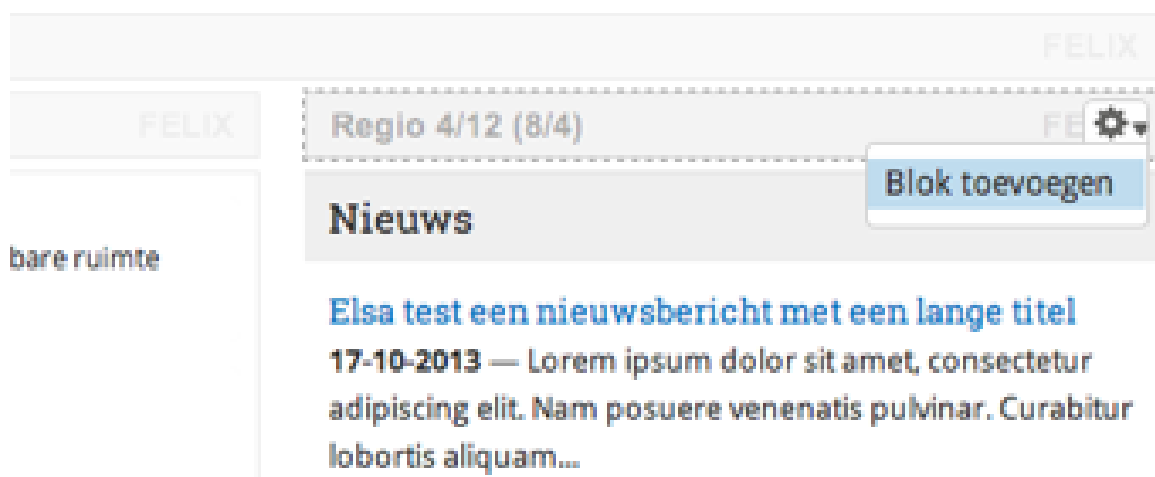 FELIX
FELIX
Regio 4/12 (8/4)
FE
Blok toevoegen
Nieuws
bare ruimte
Elsa test een nieuwsbericht met een lange titel
17-10-2013 — Lorem ipsum dolor sit amet, consectetur
adipiscing elit. Nam posuere venenatis pulvinar. Curabitur
lobortis aliquam...